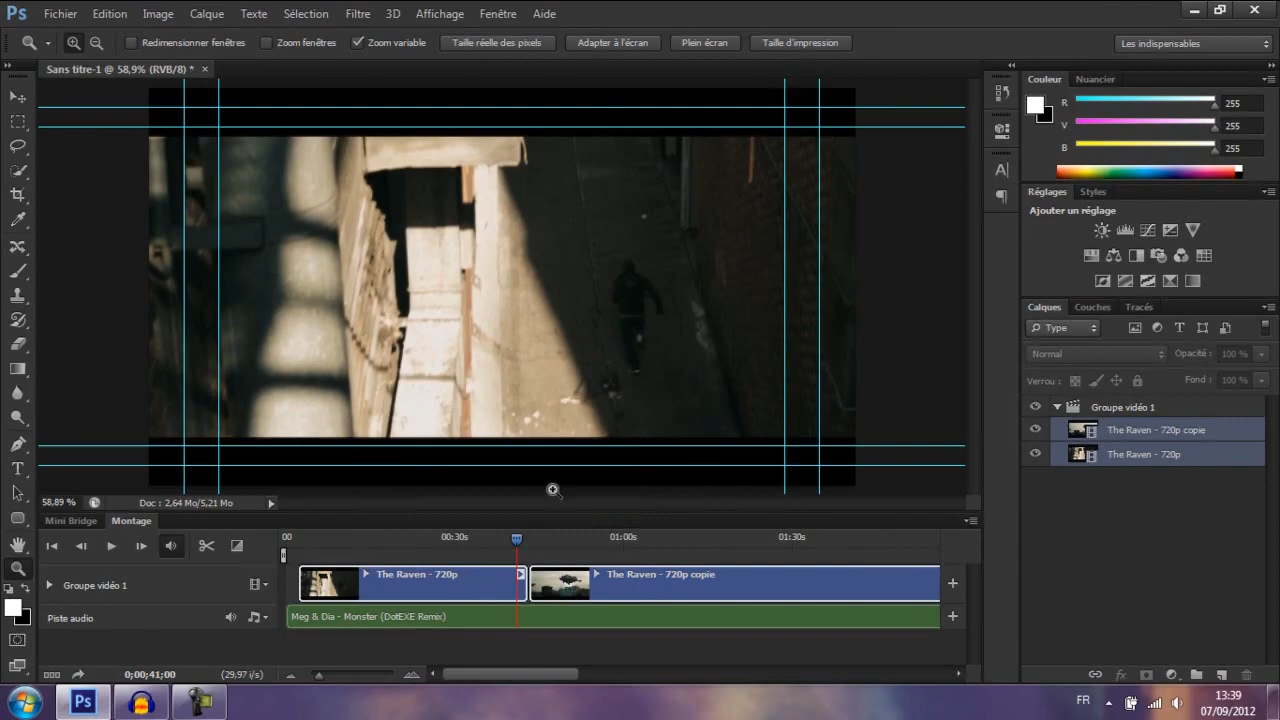 Ps Fichier Edition Image Calque Texte Sélection Filtre 3D Affichage Fenêtre Aide
Redimensionner fenêtres Zoom fenêtres Zoom variable Taille réelle des pixels Adapter à l'écran Plein écran Taille d'impression Les indispensables
Sans titre-1 @ 58,9% (RVB/8) * ×
Couleur Nuancier
R 255
V 255
B 255
Réglages Styles
Ajouter un réglage
Calques Couches Tracés
Type
Normal Opacité : 100 %
Verrou : Fond : 100 %
Groupe vidéo 1
The Raven - 720p copie
The Raven - 720p
58,89 % Doc : 2,64 Mo/5,21 Mo
Mini Bridge Montage
00 00:30s 01:00s 01:30s
Groupe vidéo 1 The Raven - 720p The Raven - 720p copie
Piste audio Meg & Dia - Monster (DotEXE Remix)
0;00;41;00 (29,97 i/s)
Ps FR 13:39
07/09/2012